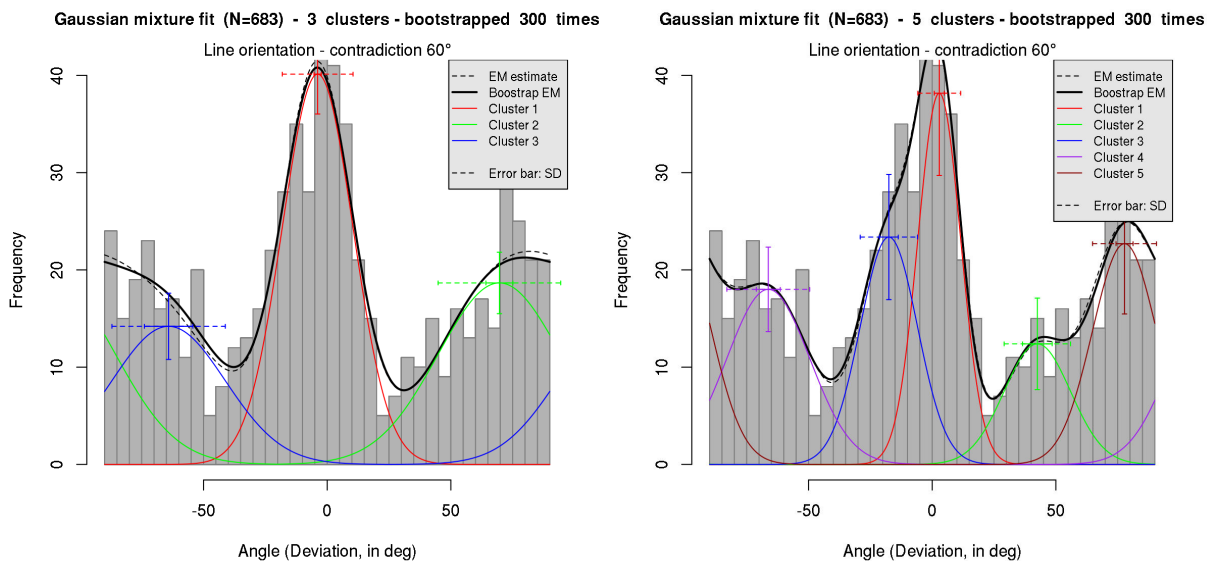 Gaussian mixture fit (N=683) - 3 clusters - bootstrapped 300 times
Line orientation - contradiction 60°
EM estimate
Boostrap EM
Cluster 1
Cluster 2
Cluster 3
Error bar: SD
Frequency
0
10
20
30
40
-50
0
50
Angle (Deviation, in deg)
Gaussian mixture fit (N=683) - 5 clusters - bootstrapped 300 times
Line orientation - contradiction 60°
EM estimate
Boostrap EM
Cluster 1
Cluster 2
Cluster 3
Cluster 4
Cluster 5
Error bar: SD
Frequency
0
10
20
30
40
-50
0
50
Angle (Deviation, in deg)